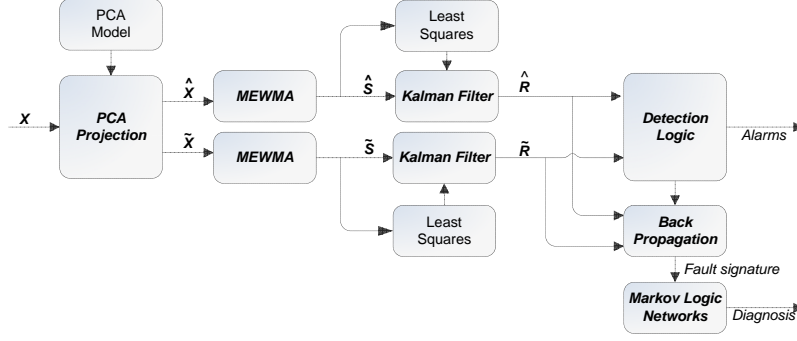 PCA
Model
Least
Squares
X
PCA
Projection
X̂
MEWMA
Ŝ
Kalman Filter
R̂
Detection
Logic
Alarms
X̃
MEWMA
S̃
Kalman Filter
R̃
Least
Squares
Back
Propagation
Fault signature
Markov Logic
Networks
Diagnosis